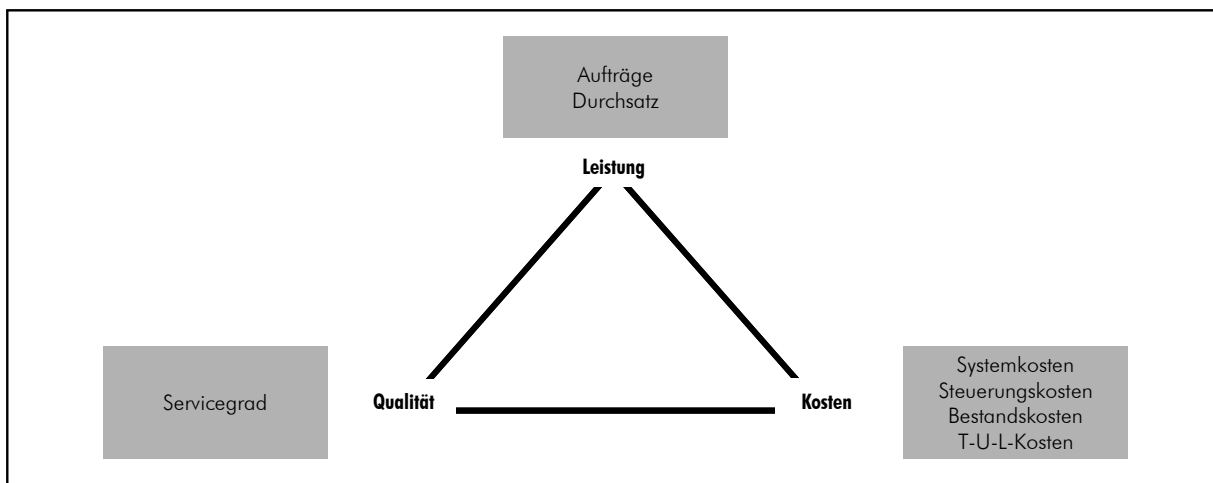 Aufträge
Durchsatz
Leistung
Servicegrad
Qualität
Kosten
Systemkosten
Steuerungskosten
Bestandskosten
T-U-L-Kosten